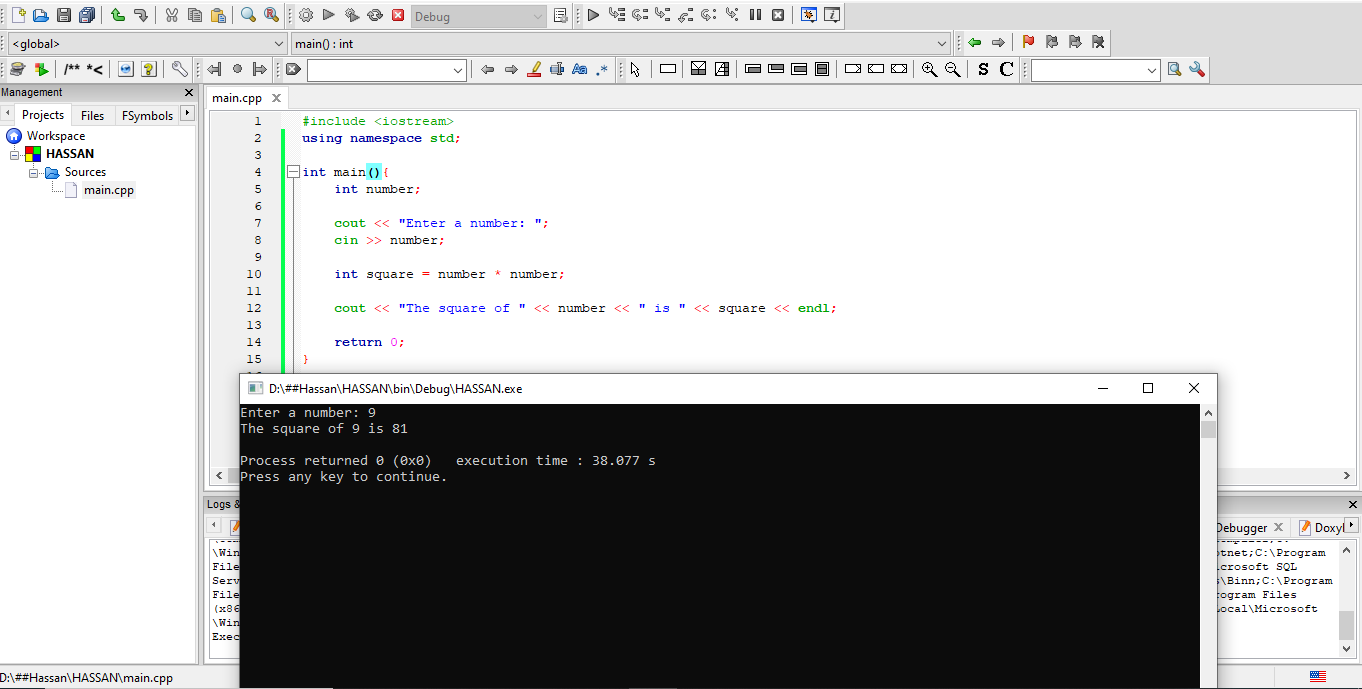 Debug
<global>
main() : int
/** *<
Aa .*
S C
Management
Projects Files FSymbols
Workspace
HASSAN
Sources
main.cpp
main.cpp
1 #include <iostream>
2 using namespace std;
3
4 int main(){
5 int number;
6
7 cout << "Enter a number: ";
8 cin >> number;
9
10 int square = number * number;
11
12 cout << "The square of " << number << " is " << square << endl;
13
14 return 0;
15 }
D:\##Hassan\HASSAN\bin\Debug\HASSAN.exe
Enter a number: 9
The square of 9 is 81
Process returned 0 (0x0) execution time : 38.077 s
Press any key to continue.
Logs &
Debugger
\Win
File
Serv
File
(x86
\Win
Exec
otnet;C:\Program
icrosoft SQL
s\Binn;C:\Program
rogram Files
Local\Microsoft
D:\##Hassan\HASSAN\main.cpp